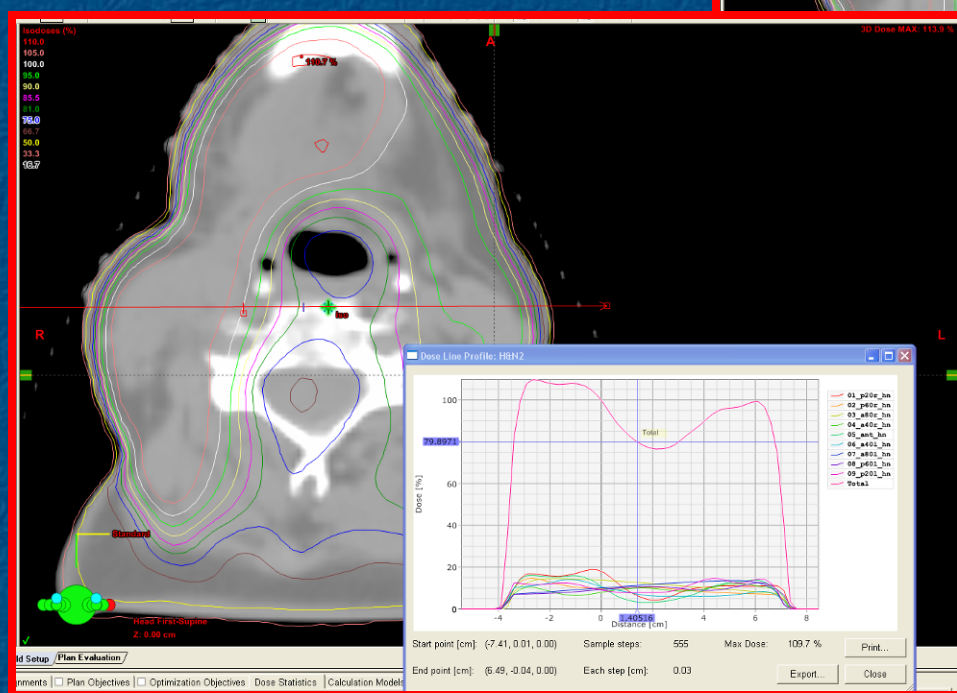 Isodoses (%)
3D Dose MAX: 113.9 %
110.0
105.0
100.0
95.0
90.0
85.5
81.0
75.0
66.7
50.0
33.3
16.7
A
R
L
Iso
Standard
Head First-Supine
Z: 0.00 cm
Dose Line Profile: H&N2
100
79.8971
60
40
20
0
Dose [%]
Total
-4
-2
0
1.40516
4
6
8
Distance [cm]
01_p20r_hn
02_p60r_hn
03_a80r_hn
04_a40r_hn
05_ant_hn
06_a40l_hn
07_a80l_hn
08_p60l_hn
09_p20l_hn
Total
Start point [cm]: (-7.41, 0.01, 0.00) Sample steps: 555 Max Dose: 109.7 % Print...
End point [cm]: (6.49, -0.04, 0.00) Each step [cm]: 0.03 Export... Close
ld Setup Plan Evaluation
nments Plan Objectives Optimization Objectives Dose Statistics Calculation Models